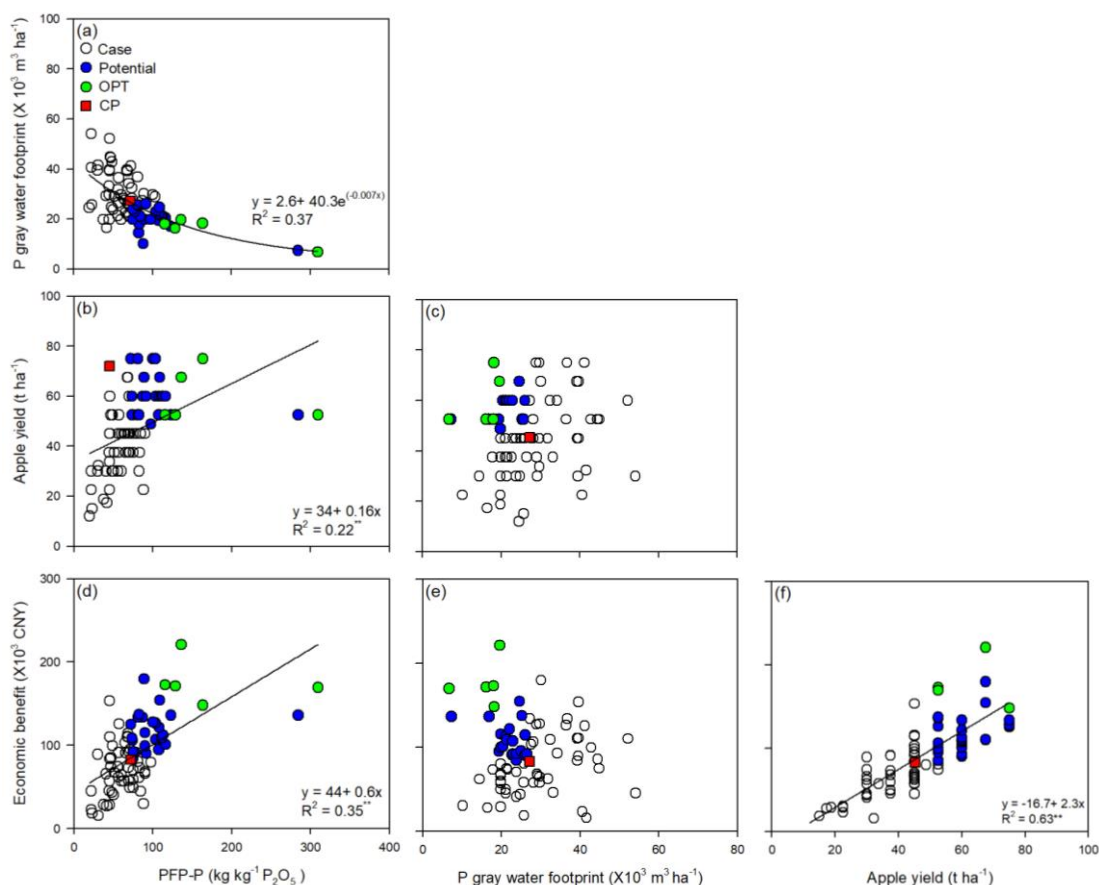 (a)
Case
Potential
OPT
CP
P gray water footprint (X 10³ m³ ha⁻¹)
100
80
60
40
20
0
0 100 200 300 400
y = 2.6+ 40.3e(-0.007x)
R² = 0.37
(b)
Apple yield (t ha⁻¹)
100
80
60
40
20
0
y = 34+ 0.16x
R² = 0.22**
(c)
(d)
Economic benefit (X10³ CNY)
300
200
100
0
y = 44+ 0.6x
R² = 0.35**
0 100 200 300 400
PFP-P (kg kg⁻¹ P₂O₅)
(e)
0 20 40 60 80
P gray water footprint (X10³ m³ ha⁻¹)
(f)
y = -16.7+ 2.3x
R² = 0.63**
0 20 40 60 80 100
Apple yield (t ha⁻¹)